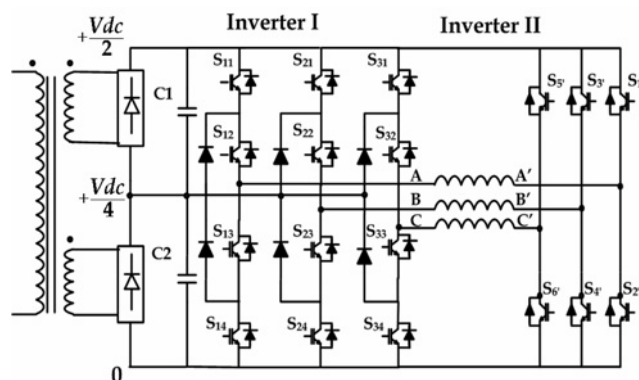 Inverter I
Inverter II
+Vdc/2
S11
S21
S31
S5'
S3'
C1
S12
S22
S32
+Vdc/4
A
A'
B
B'
C
C'
C2
S13
S23
S33
S6'
S4'
S2'
S14
S24
S34
0